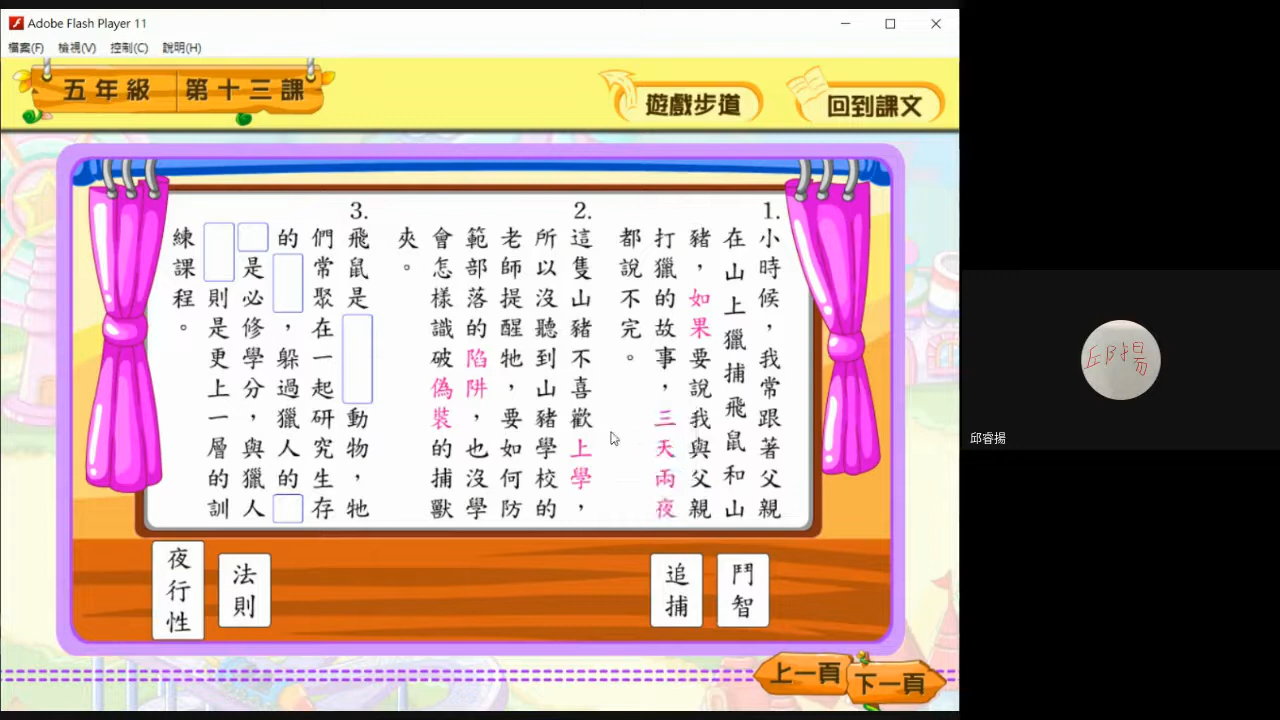 Adobe Flash Player 11
檔案(F) 檢視(V) 控制(C) 說明(H)
五年級 第十三課
遊戲步道
回到課文
1.
小時候，我常跟著父親
在山上獵捕飛鼠和山
豬，如果要說我與父親
打獵的故事，三天兩夜
都說不完。
2.
這隻山豬不喜歡上學，
所以沒聽到山豬學校的
老師提醒牠，要如何防
範部落的陷阱，也沒學
會怎樣識破偽裝的捕獸
夾。
3.
飛鼠是 動物，牠
們常聚在一起研究生存
的 ，躲過獵人的
是必修學分，與獵人
則是更上一層的訓
練課程。
鬥智
追捕
法則
夜行性
上一頁
下一頁
邱揚
邱睿揚